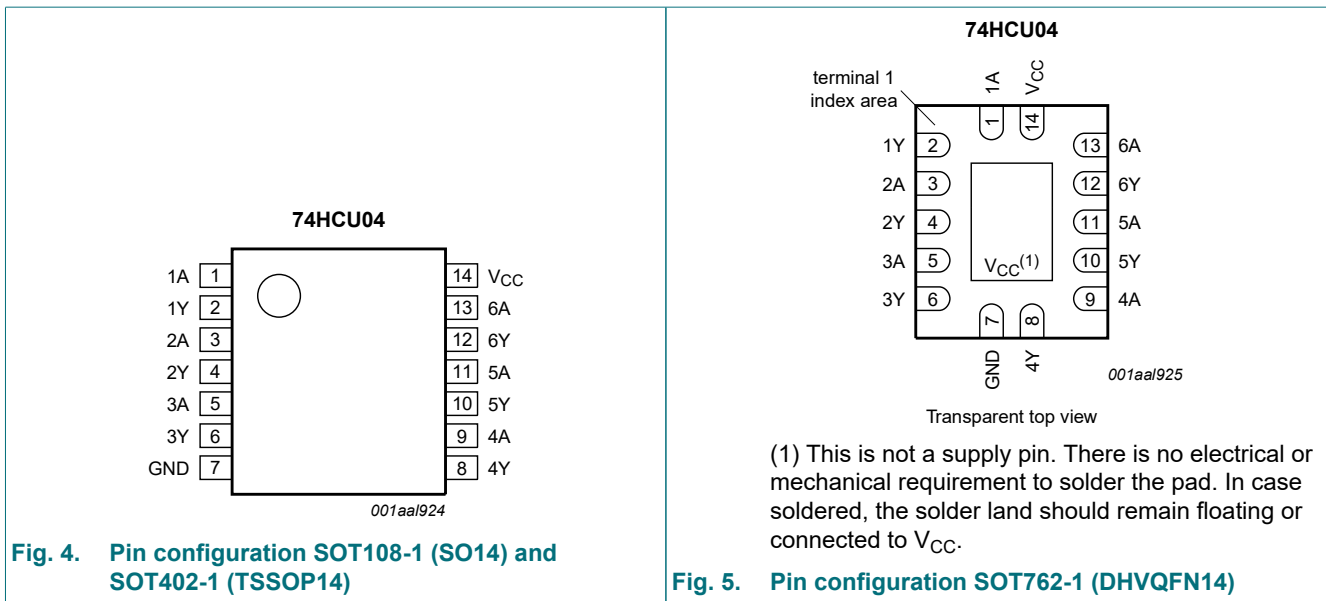 74HCU04
1A 1 14 VCC
1Y 2 13 6A
2A 3 12 6Y
2Y 4 11 5A
3A 5 10 5Y
3Y 6 9 4A
GND 7 8 4Y
001aal924
Fig. 4. Pin configuration SOT108-1 (SO14) and
SOT402-1 (TSSOP14)
74HCU04
terminal 1
index area
1A VCC
1 14
1Y 2 13 6A
2A 3 12 6Y
2Y 4 11 5A
3A 5 10 5Y
VCC(1)
3Y 6 9 4A
7 8
GND 4Y
001aal925
Transparent top view
(1) This is not a supply pin. There is no electrical or
mechanical requirement to solder the pad. In case
soldered, the solder land should remain floating or
connected to VCC.
Fig. 5. Pin configuration SOT762-1 (DHVQFN14)